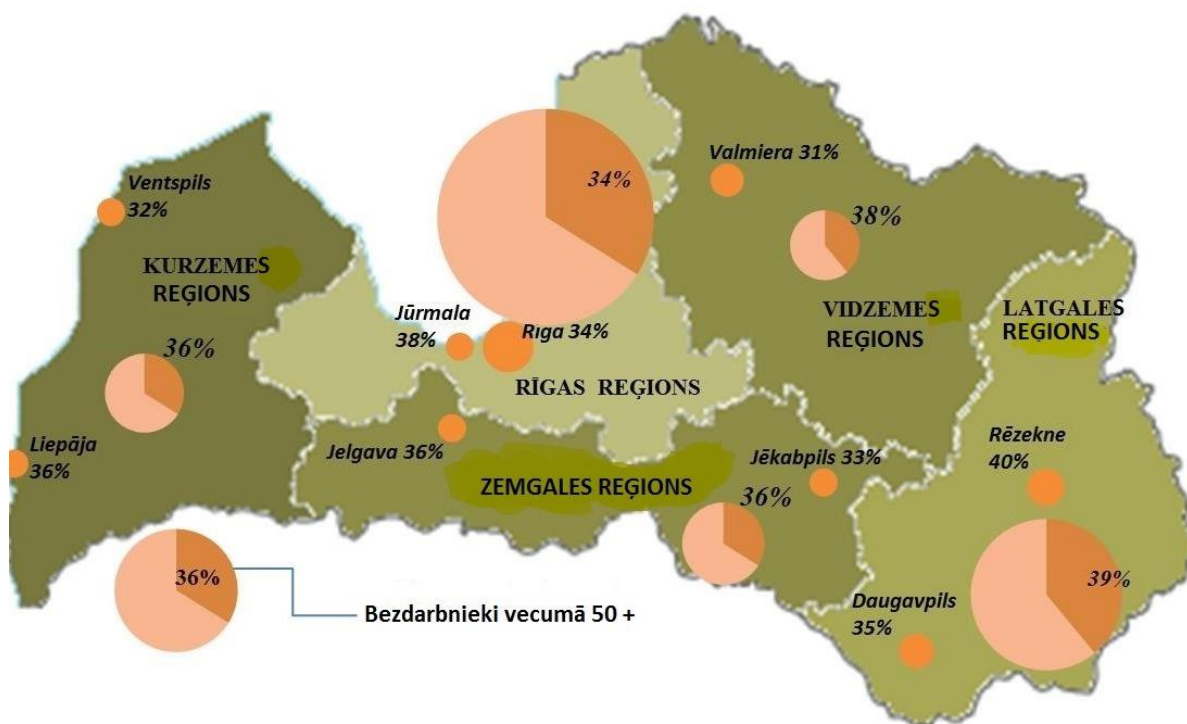 34%
Valmiera 31%
38%
Ventspils
32%
KURZEMES
REĢIONS
36%
Jūrmala
38%
Rīga 34%
RĪGAS REĢIONS
VIDZEMES
REĢIONS
LATGALES
REĢIONS
Liepāja
36%
Jelgava 36%
ZEMGALES REĢIONS
Jēkabpils 33%
36%
Rēzekne
40%
36%
Bezdarbnieki vecumā 50 +
Daugavpils
35%
39%